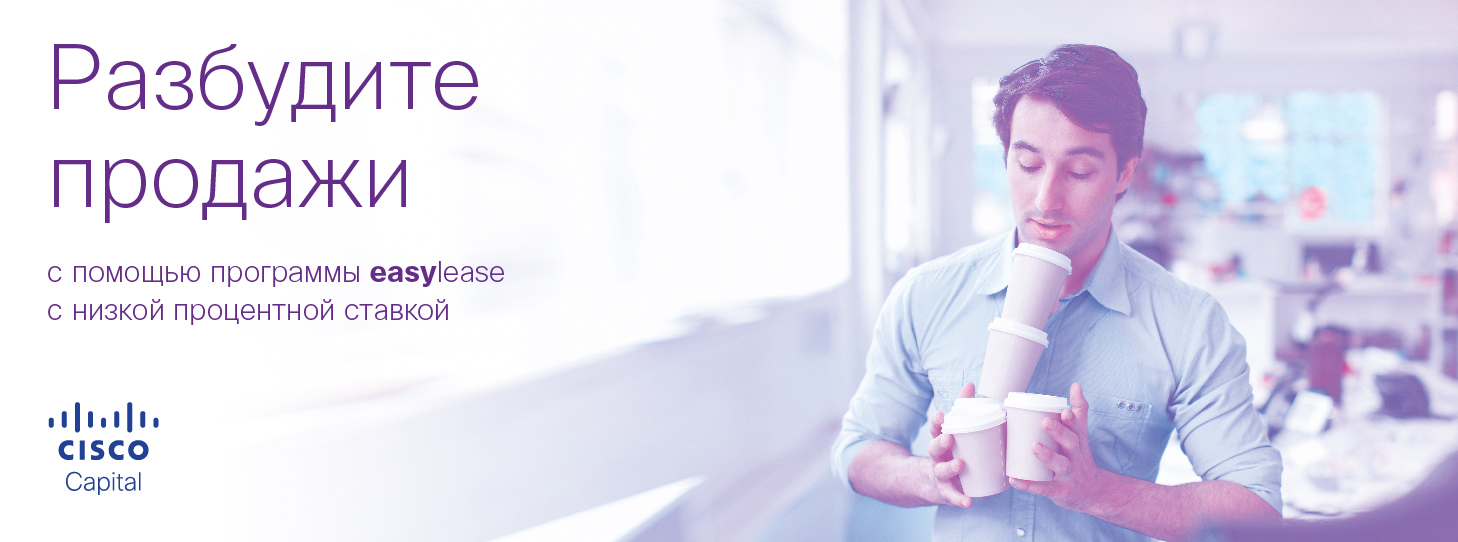 Разбудите
продажи
с помощью программы easylease
с низкой процентной ставкой
CISCO
Capital